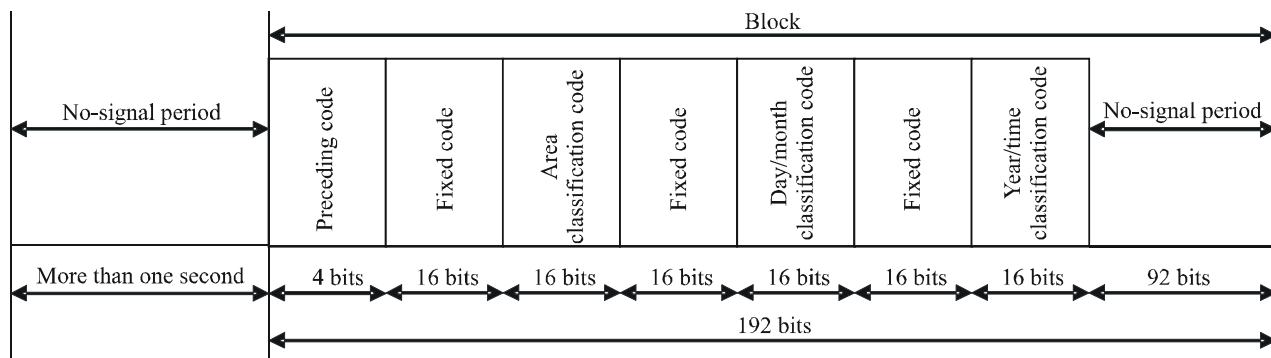 Block
No-signal period
Preceding code
Fixed code
Area
classification code
Fixed code
Day/month
classification code
Fixed code
Year/time
classification code
No-signal period
More than one second
4 bits
16 bits
16 bits
16 bits
16 bits
16 bits
16 bits
92 bits
192 bits